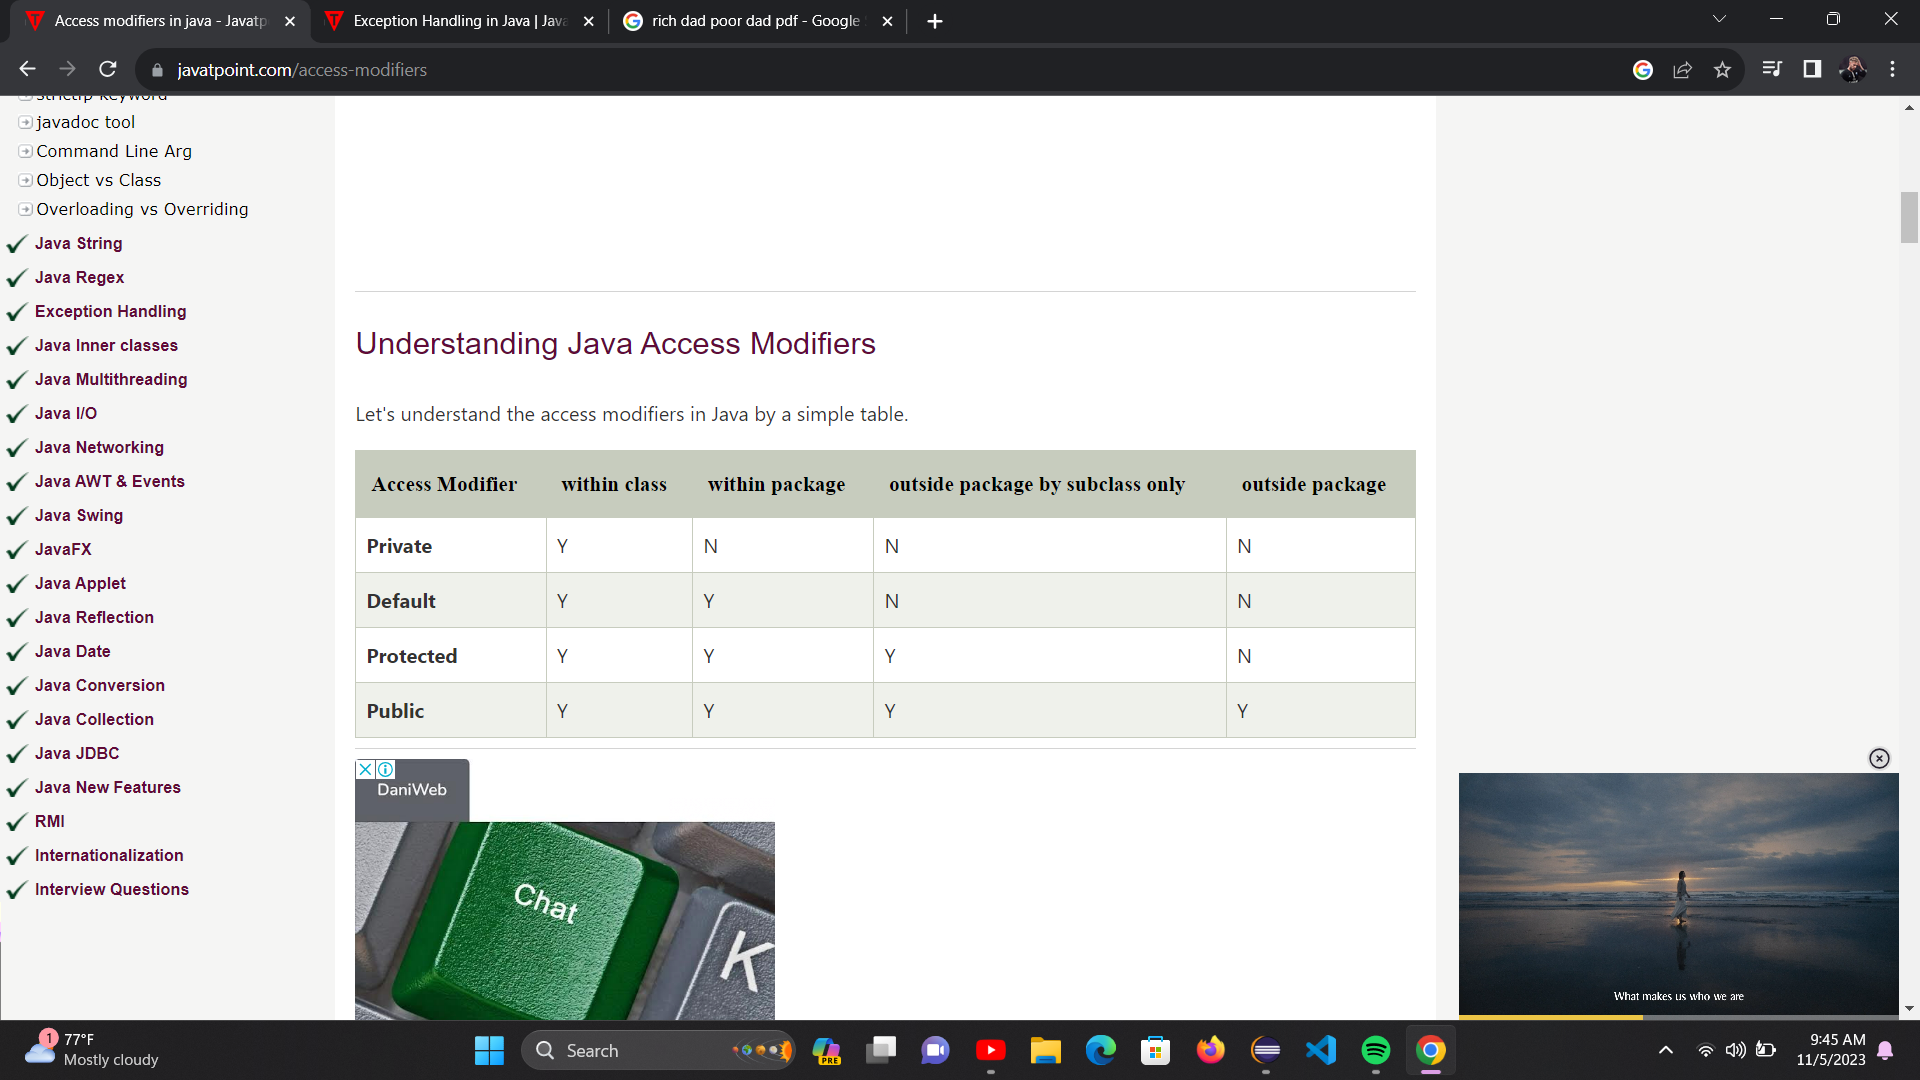 Access modifiers in java - Javatp
Exception Handling in Java | Java
rich dad poor dad pdf - Google
javatpoint.com/access-modifiers
strictfp keyword
javadoc tool
Command Line Arg
Object vs Class
Overloading vs Overriding
Java String
Java Regex
Exception Handling
Java Inner classes
Java Multithreading
Java I/O
Java Networking
Java AWT & Events
Java Swing
JavaFX
Java Applet
Java Reflection
Java Date
Java Conversion
Java Collection
Java JDBC
Java New Features
RMI
Internationalization
Interview Questions
Understanding Java Access Modifiers
Let's understand the access modifiers in Java by a simple table.
Access Modifier within class within package outside package by subclass only outside package
Private Y N N N
Default Y Y N N
Protected Y Y Y N
Public Y Y Y Y
DaniWeb
Chat
K
What makes us who we are
1
77°F
Mostly cloudy
Search
PRE
9:45 AM
11/5/2023